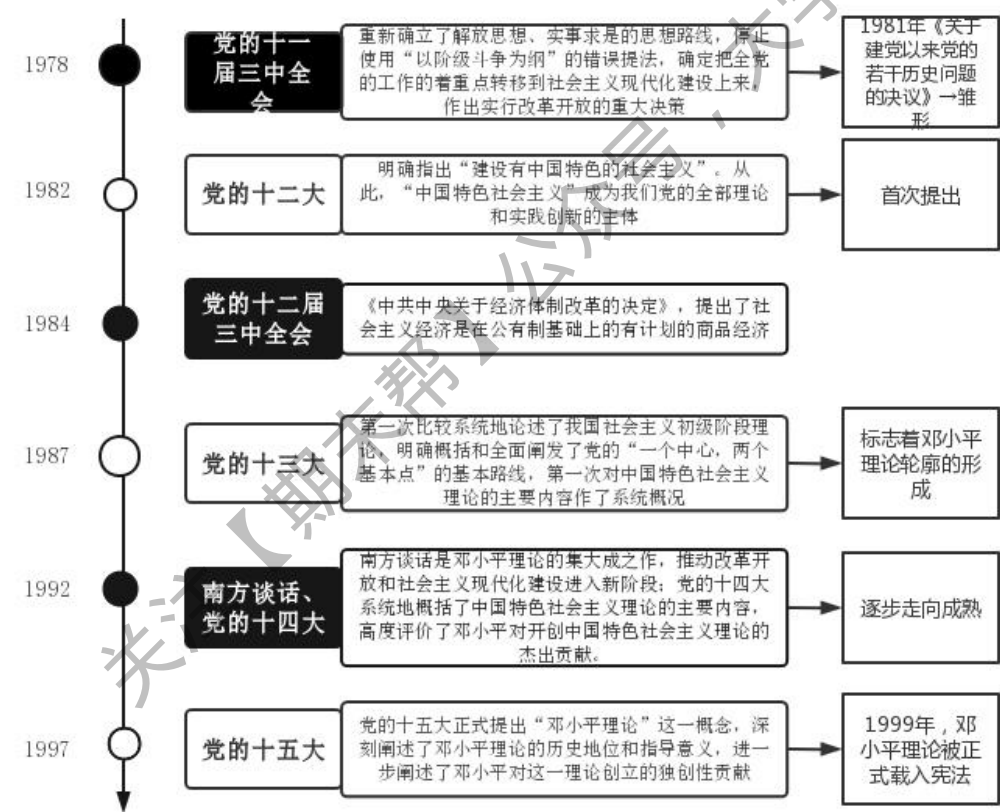 1978
党的十一
届三中全
会
重新确立了解放思想、实事求是的思想路线，停止
使用“以阶级斗争为纲”的错误提法，确定把全党
的工作的着重点转移到社会主义现代化建设上来，
作出实行改革开放的重大决策
1981年《关于
建党以来党的
若干历史问题
的决议》→雏
形
1982
党的十二大
明确指出“建设有中国特色的社会主义”。从
此，“中国特色社会主义”成为我们党的全部理论
和实践创新的主体
首次提出
1984
党的十二届
三中全会
《中共中央关于经济体制改革的决定》，提出了社
会主义经济是在公有制基础上的有计划的商品经济
1987
党的十三大
第一次比较系统地论述了我国社会主义初级阶段理
论，明确概括和全面阐发了党的“一个中心，两个
基本点”的基本路线，第一次对中国特色社会主义
理论的主要内容作了系统概况
标志着邓小平
理论轮廓的形
成
1992
南方谈话、
党的十四大
南方谈话是邓小平理论的集大成之作，推动改革开
放和社会主义现代化建设进入新阶段；党的十四大
系统地概括了中国特色社会主义理论的主要内容，
高度评价了邓小平对开创中国特色社会主义理论的
杰出贡献。
逐步走向成熟
1997
党的十五大
党的十五大正式提出“邓小平理论”这一概念，深
刻阐述了邓小平理论的历史地位和指导意义，进一
步阐述了邓小平对这一理论创立的独创性贡献
1999年，邓
小平理论被正
式载入宪法
关注【期末帮】公众号，大学